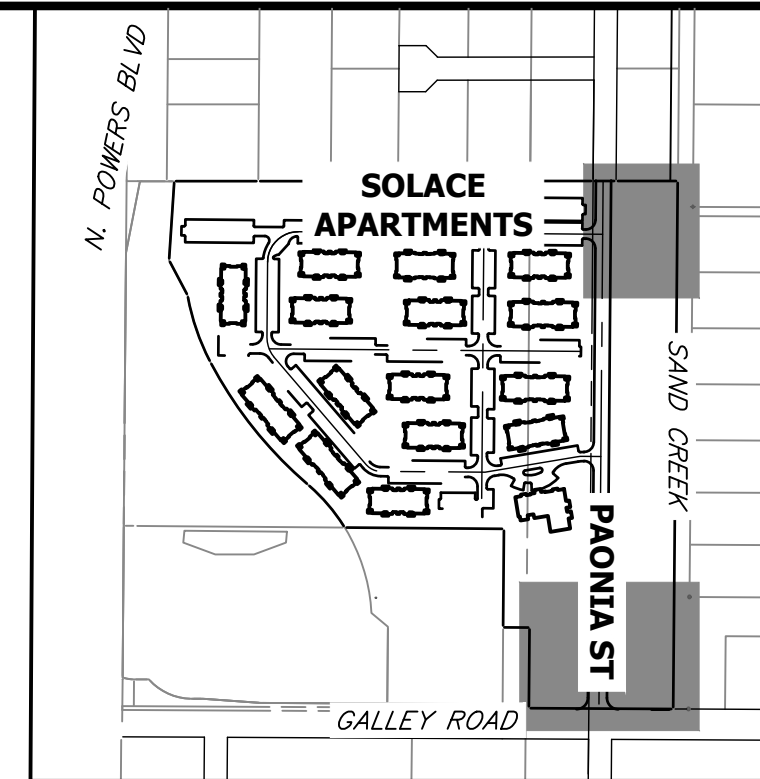 N. POWERS BLVD
SOLACE
APARTMENTS
SAND CREEK
PAONIA ST
GALLEY ROAD